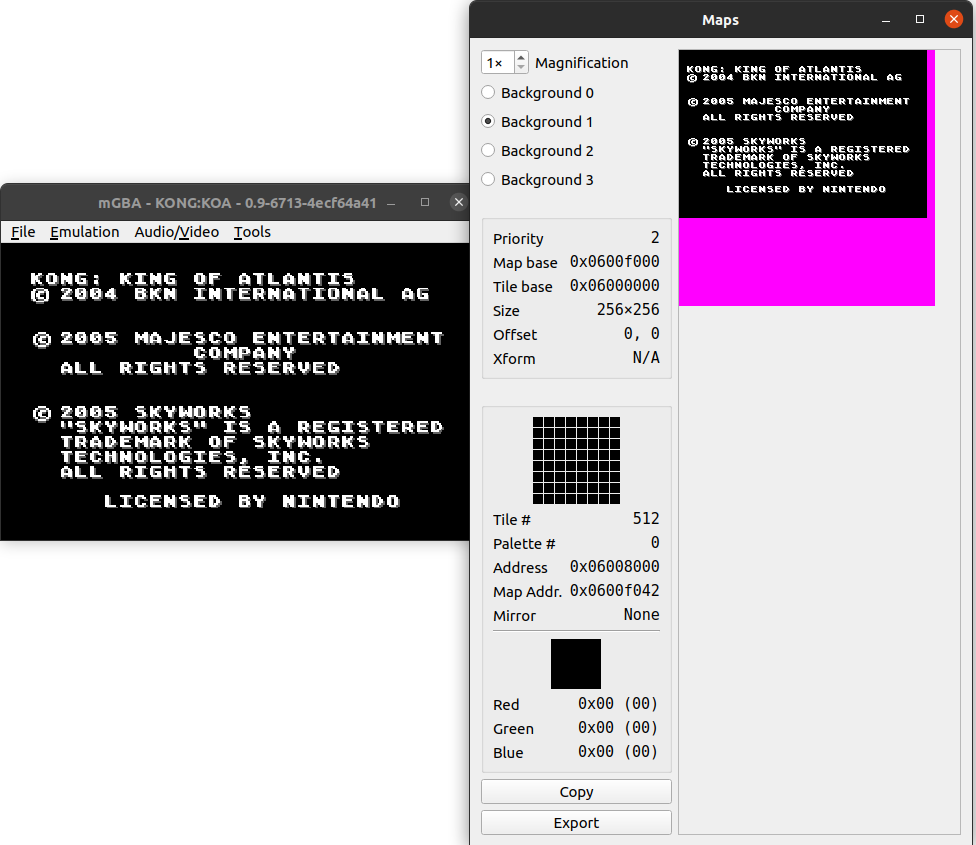 Maps
1×
Magnification
Background 0
Background 1
Background 2
Background 3
Priority 2
Map base 0x0600f000
Tile base 0x06000000
Size 256×256
Offset 0, 0
Xform N/A
Tile # 512
Palette # 0
Address 0x06008000
Map Addr. 0x0600f042
Mirror None
Red 0x00 (00)
Green 0x00 (00)
Blue 0x00 (00)
Copy
Export
KONG: KING OF ATLANTIS
© 2004 BKN INTERNATIONAL AG
© 2005 MAJESCO ENTERTAINMENT
COMPANY
ALL RIGHTS RESERVED
© 2005 SKYWORKS
"SKYWORKS" IS A REGISTERED
TRADEMARK OF SKYWORKS
TECHNOLOGIES, INC.
ALL RIGHTS RESERVED
LICENSED BY NINTENDO
mGBA - KONG:KOA - 0.9-6713-4ecf64a41
File Emulation Audio/Video Tools
KONG: KING OF ATLANTIS
© 2004 BKN INTERNATIONAL AG
© 2005 MAJESCO ENTERTAINMENT
COMPANY
ALL RIGHTS RESERVED
© 2005 SKYWORKS
"SKYWORKS" IS A REGISTERED
TRADEMARK OF SKYWORKS
TECHNOLOGIES, INC.
ALL RIGHTS RESERVED
LICENSED BY NINTENDO